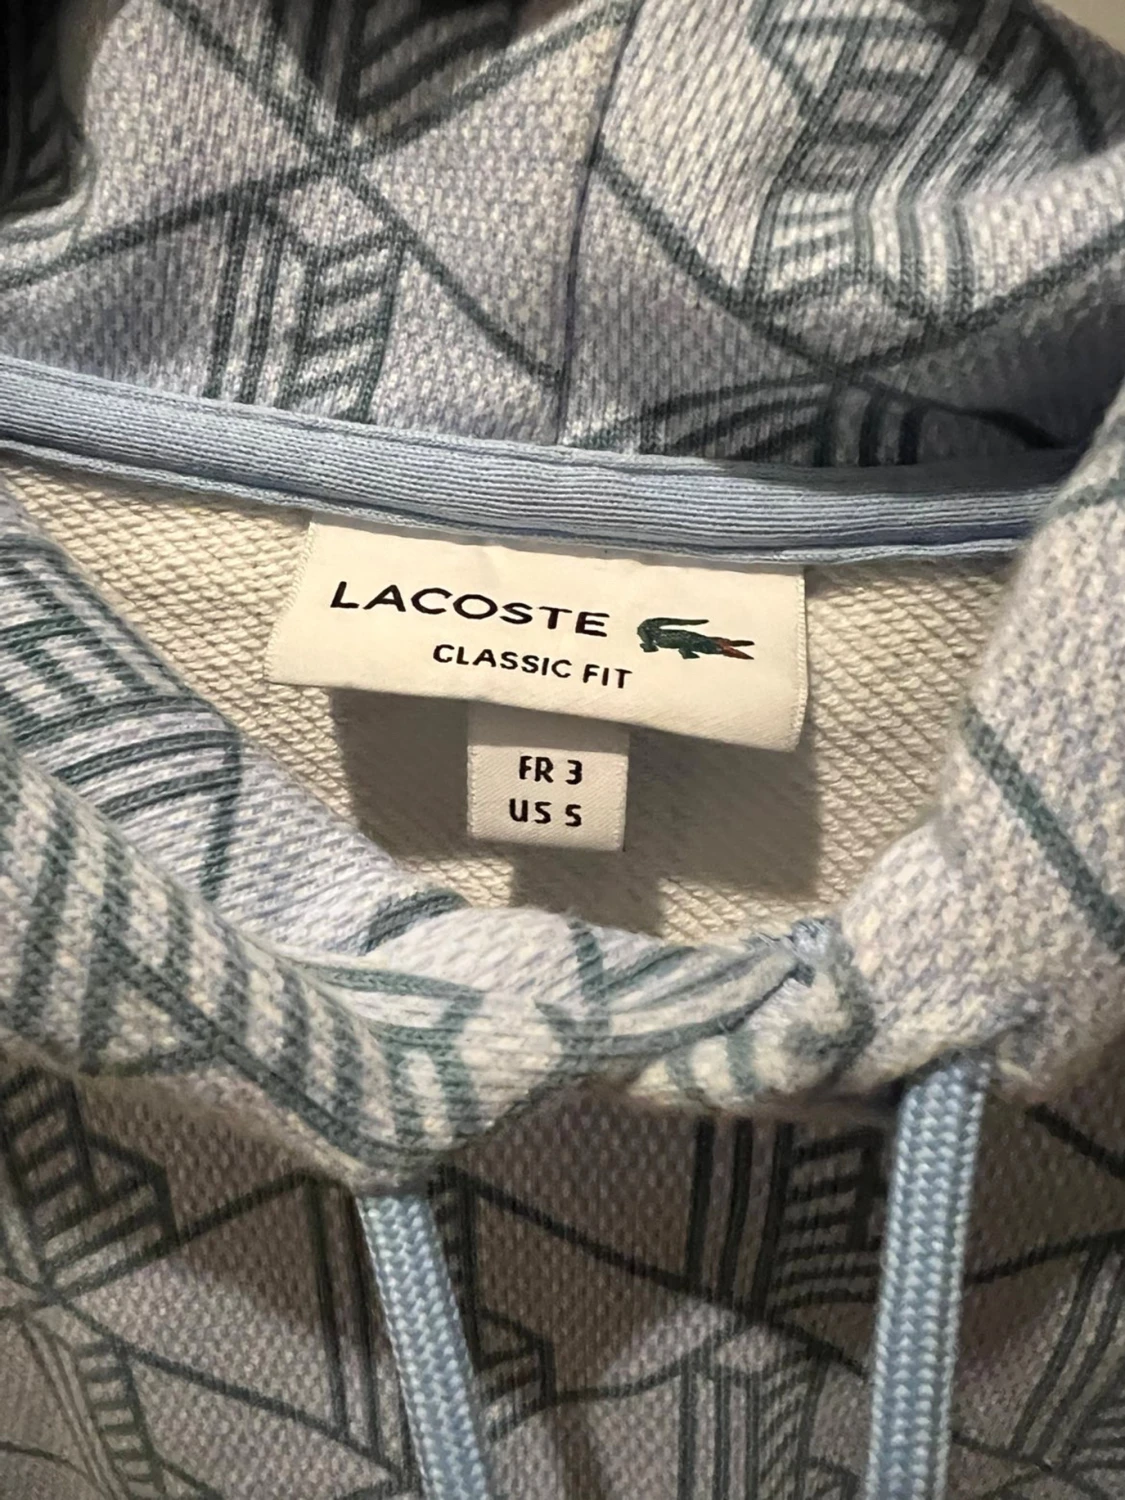 LACOSTE
CLASSIC FIT
FR 3
US S